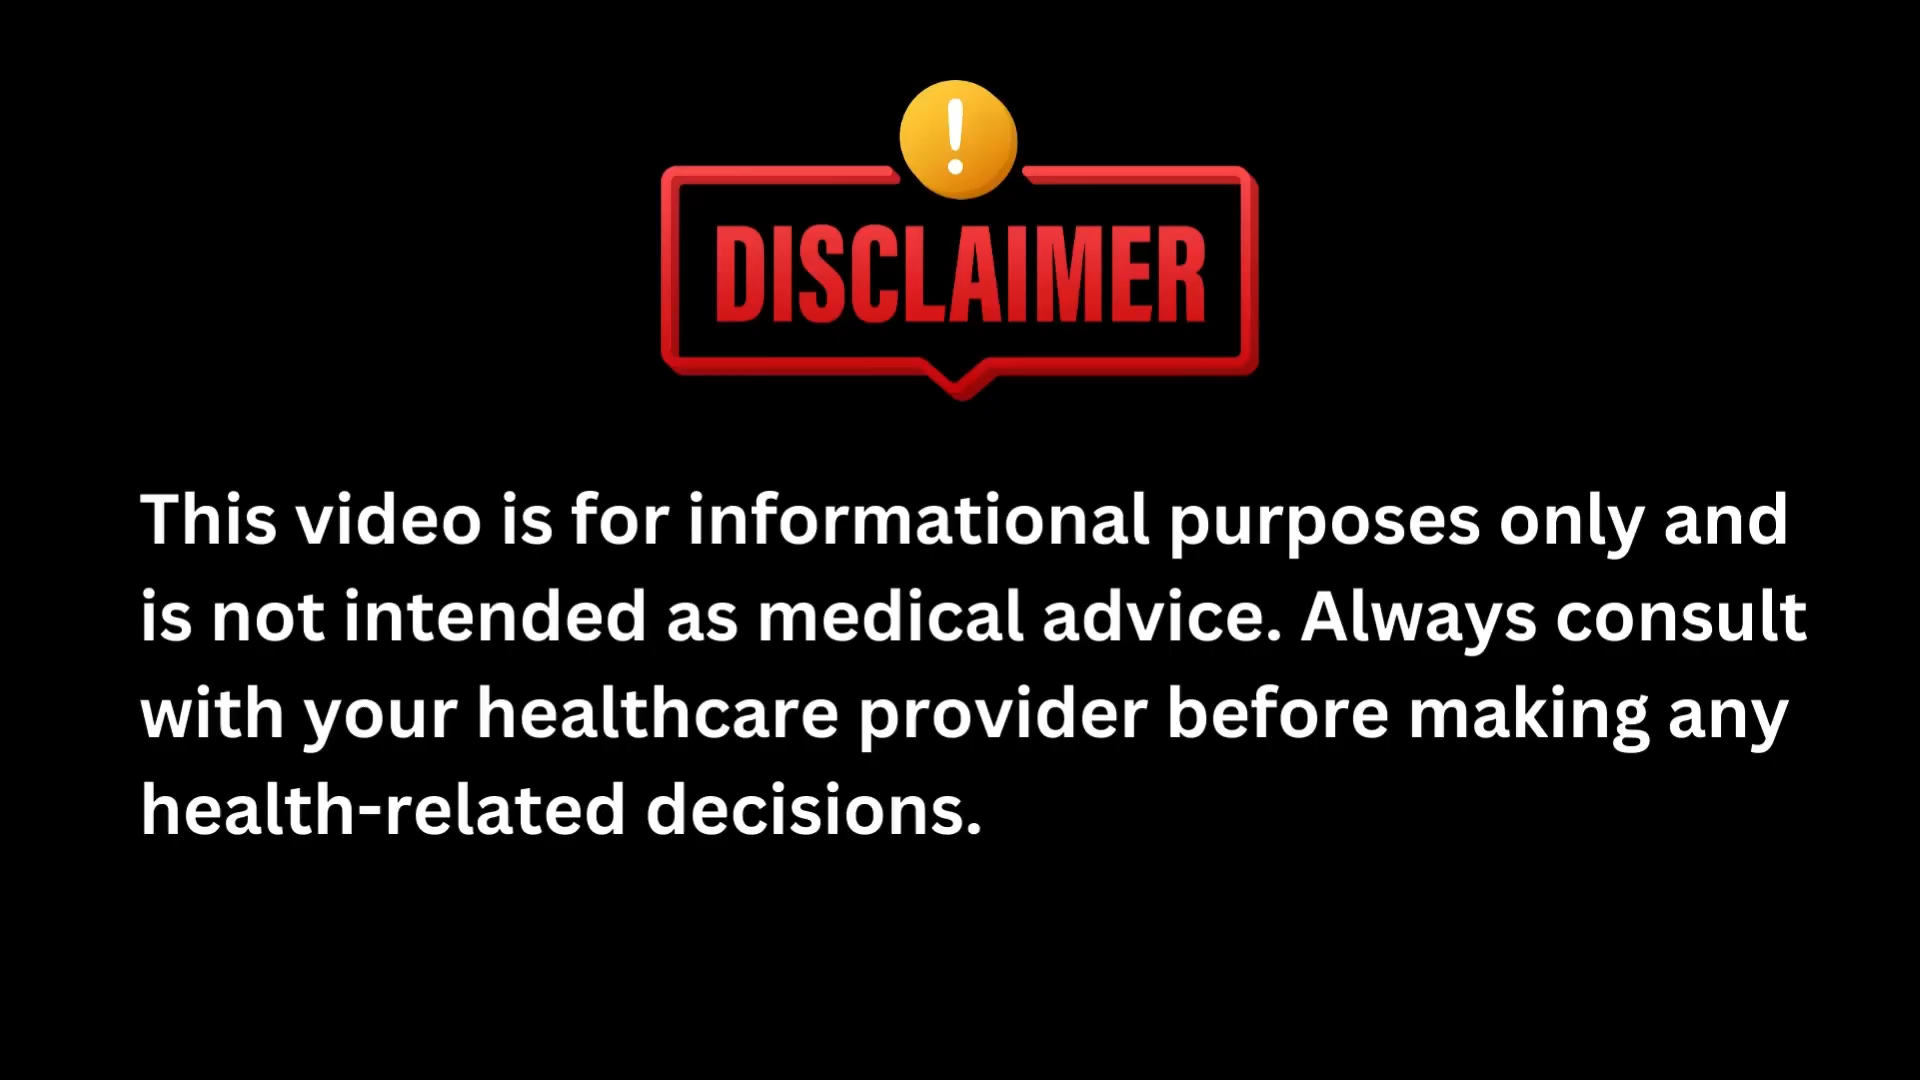 !
DISCLAIMER
This video is for informational purposes only and
is not intended as medical advice. Always consult
with your healthcare provider before making any
health-related decisions.